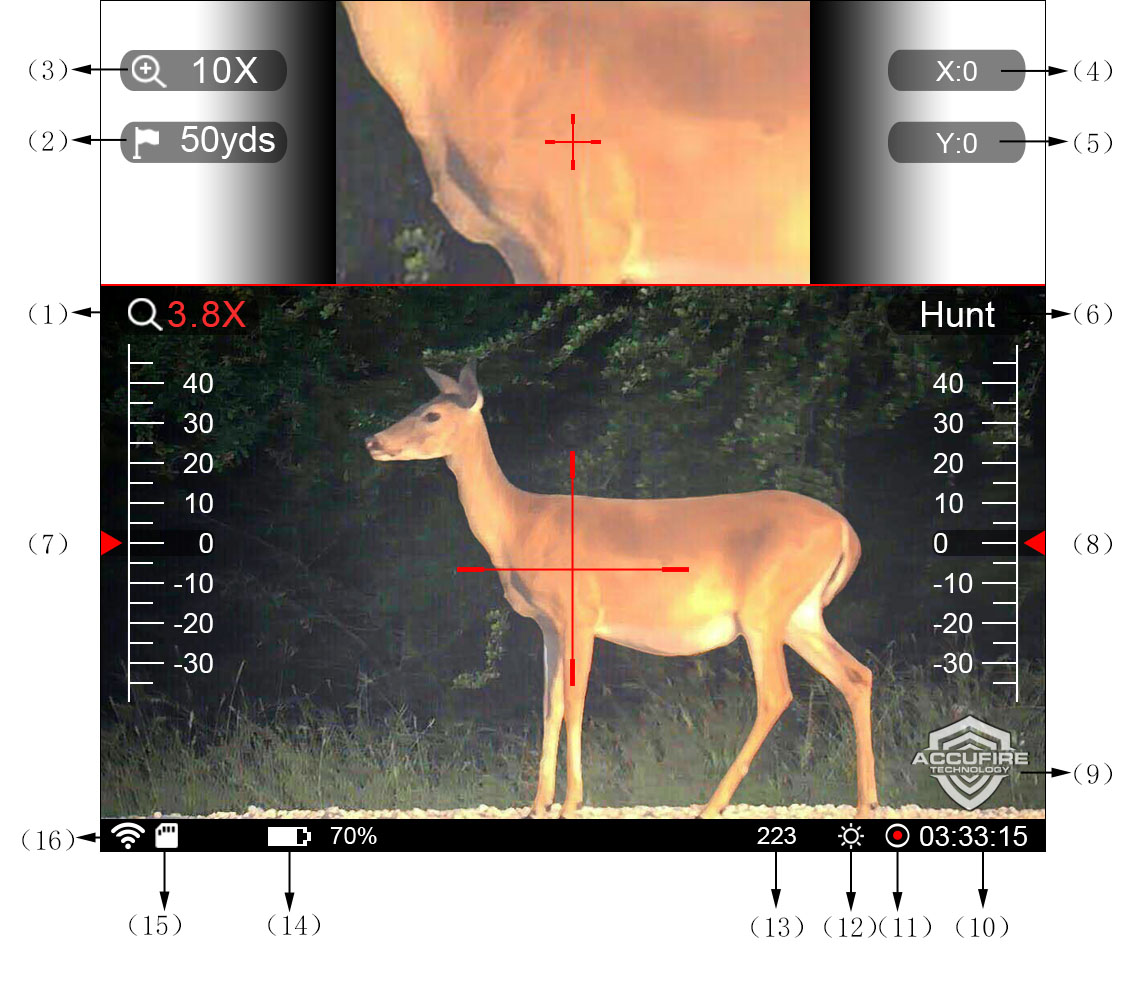 (3) 10X X:0 (4)
(2) 50yds Y:0 (5)
(1) 3.8X Hunt (6)
40 40
30 30
20 20
10 10
(7) 0 0 (8)
-10 -10
-20 -20
-30 -30
ACCUFIRE
TECHNOLOGY (9)
(16) 70% 223 03:33:15
(15) (14) (13) (12) (11) (10)